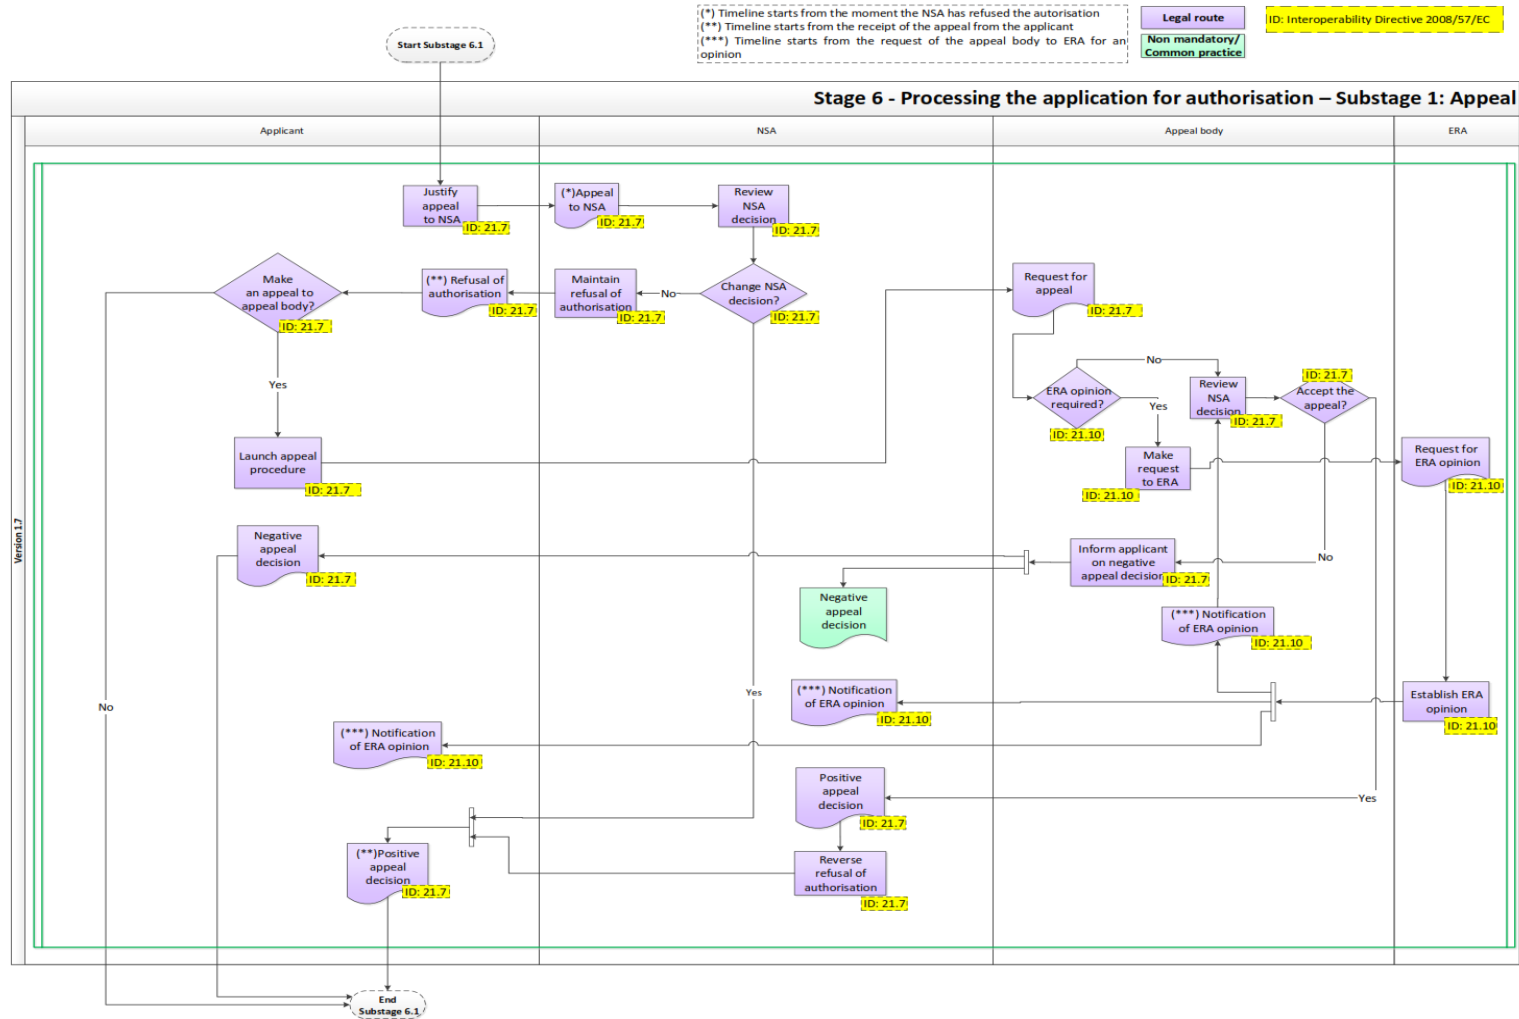 (*) Timeline starts from the moment the NSA has refused the autorisation
(**) Timeline starts from the receipt of the appeal from the applicant
(***) Timeline starts from the request of the appeal body to ERA for an
opinion
Legal route
Non mandatory/
Common practice
ID: Interoperability Directive 2008/57/EC
Start Substage 6.1
Stage 6 - Processing the application for authorisation – Substage 1: Appeal
Applicant
NSA
Appeal body
ERA
Version 1.7
Justify
appeal
to NSA
ID: 21.7
(*)Appeal
to NSA
ID: 21.7
Review
NSA
decision
ID: 21.7
Make
an appeal to
appeal body?
ID: 21.7
(**) Refusal of
authorisation
ID: 21.7
Maintain
refusal of
authorisation
ID: 21.7
No
Change NSA
decision?
ID: 21.7
Request for
appeal
ID: 21.7
No
ERA opinion
required?
ID: 21.10
Yes
Review
NSA
decision
ID: 21.7
ID: 21.7
Accept the
appeal?
Yes
Launch appeal
procedure
ID: 21.7
Make
request
to ERA
ID: 21.10
Request for
ERA opinion
ID: 21.10
Negative
appeal
decision
ID: 21.7
Inform applicant
on negative
appeal decision
ID: 21.7
No
Negative
appeal
decision
(***) Notification
of ERA opinion
ID: 21.10
No
Yes
(***) Notification
of ERA opinion
ID: 21.10
Establish ERA
opinion
ID: 21.10
(***) Notification
of ERA opinion
ID: 21.10
Positive
appeal
decision
ID: 21.7
Yes
(**)Positive
appeal
decision
ID: 21.7
Reverse
refusal of
authorisation
ID: 21.7
End
Substage 6.1